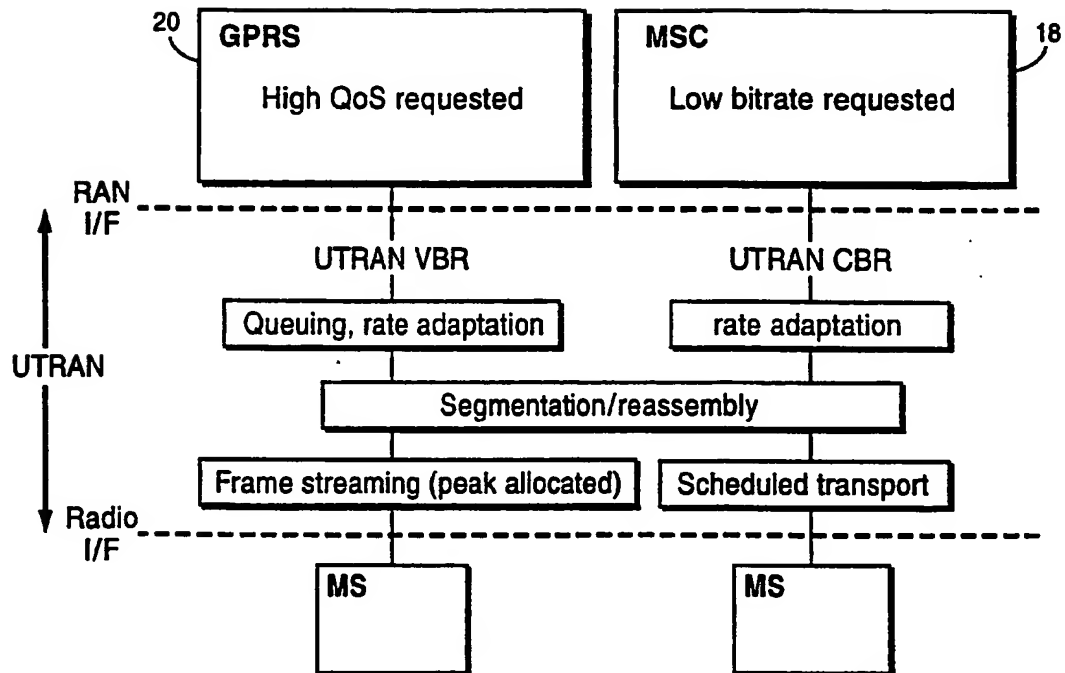 20
GPRS
High QoS requested
MSC
Low bitrate requested
18
RAN
I/F
UTRAN VBR
UTRAN CBR
Queuing, rate adaptation
rate adaptation
UTRAN
Segmentation/reassembly
Frame streaming (peak allocated)
Scheduled transport
Radio
I/F
MS
MS